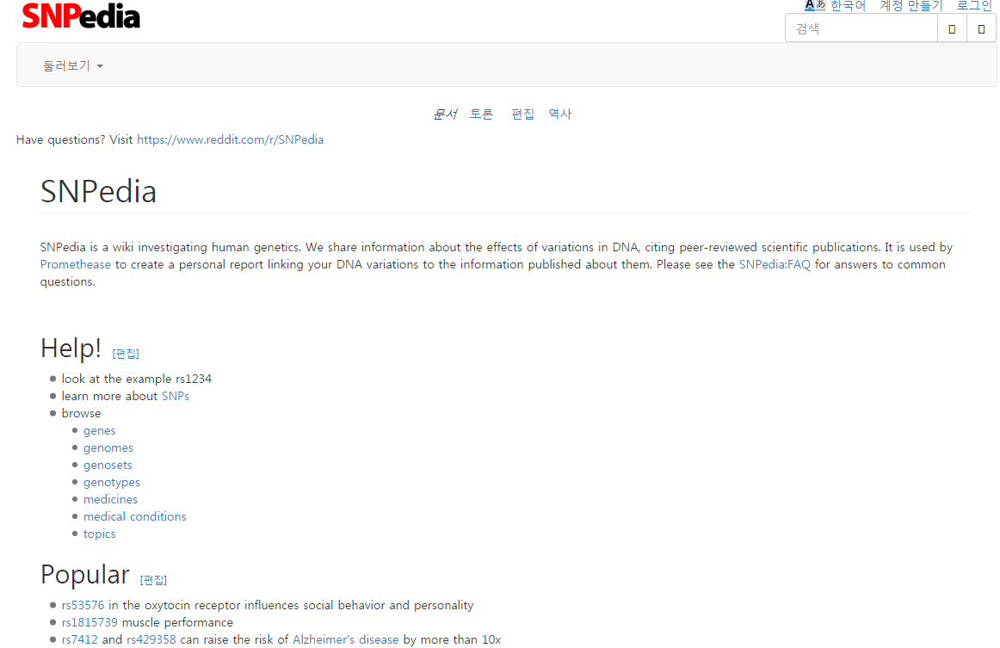 SNPedia
Aあ 한국어 계정 만들기 로그인
검색
둘러보기
문서 토론 편집 역사
Have questions? Visit https://www.reddit.com/r/SNPedia
SNPedia
SNPedia is a wiki investigating human genetics. We share information about the effects of variations in DNA, citing peer-reviewed scientific publications. It is used by
Promethease to create a personal report linking your DNA variations to the information published about them. Please see the SNPedia:FAQ for answers to common
questions.
Help! [편집]
look at the example rs1234
learn more about SNPs
browse
genes
genomes
genosets
genotypes
medicines
medical conditions
topics
Popular [편집]
rs53576 in the oxytocin receptor influences social behavior and personality
rs1815739 muscle performance
rs7412 and rs429358 can raise the risk of Alzheimer's disease by more than 10x